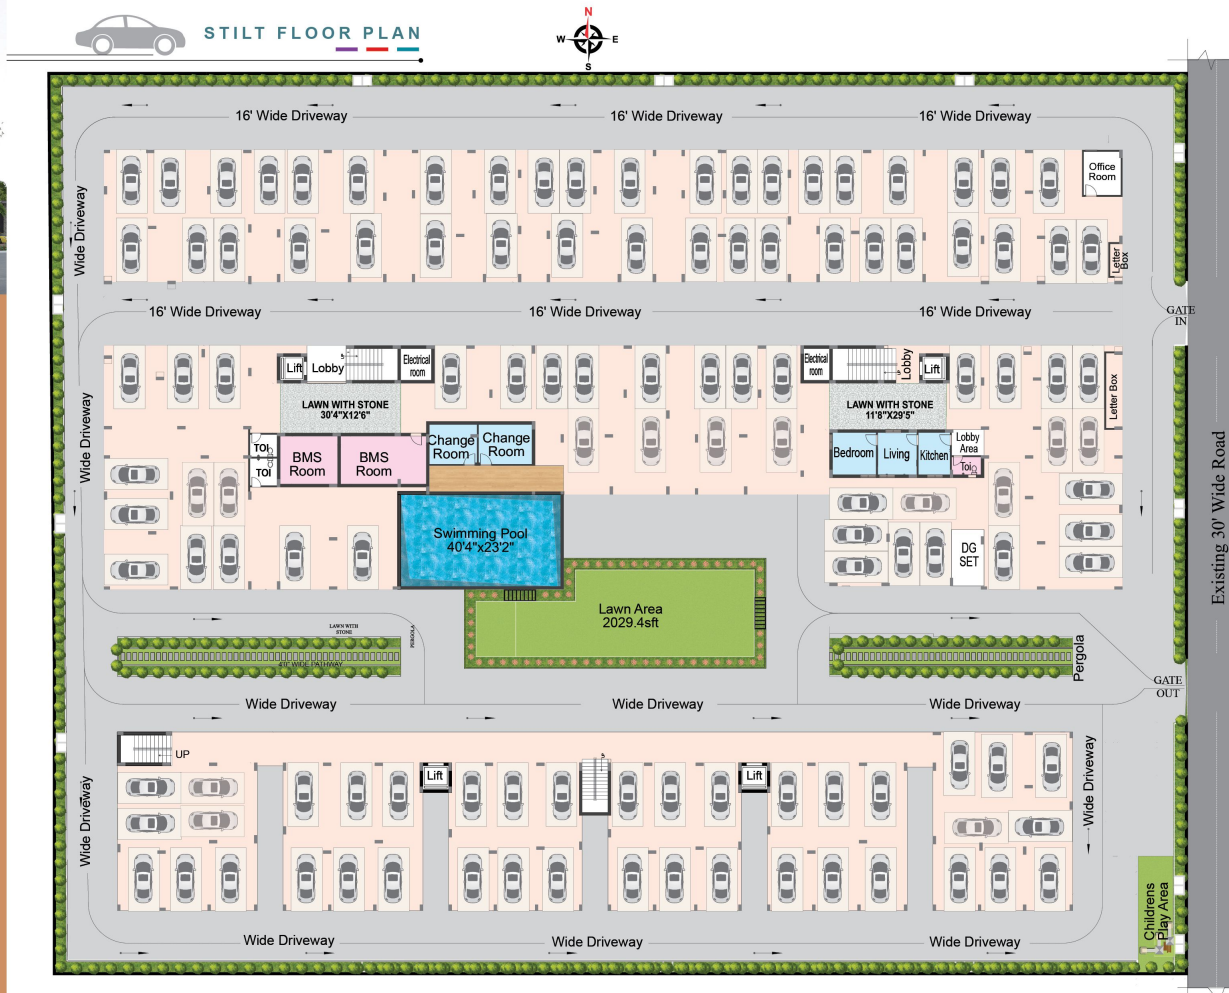 STILT FLOOR PLAN
N
W E
S
16' Wide Driveway
16' Wide Driveway
16' Wide Driveway
Wide Driveway
Office
Room
Letter
Box
16' Wide Driveway
16' Wide Driveway
16' Wide Driveway
GATE
IN
Lift
Lobby
Electrical
room
Electrical
room
Lobby
Lift
Letter Box
LAWN WITH STONE
30'4"X12'6"
LAWN WITH STONE
11'8"X29'5"
Wide Driveway
TOI
TOI
BMS
Room
BMS
Room
Change
Room
Change
Room
Bedroom
Living
Kitchen
Lobby
Area
Toi
Swimming Pool
40'4"x23'2"
DG
SET
Existing 30' Wide Road
Lawn Area
2029.4sft
LAWN WITH
STONE
PERGOLA
4'0" WIDE PATHWAY
Pergola
GATE
OUT
Wide Driveway
Wide Driveway
Wide Driveway
UP
Lift
Lift
Wide Driveway
Wide Driveway
Childrens
Play Area
Wide Driveway
Wide Driveway
Wide Driveway